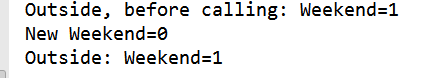 Outside, before calling: Weekend=1
New Weekend=0
Outside: Weekend=1